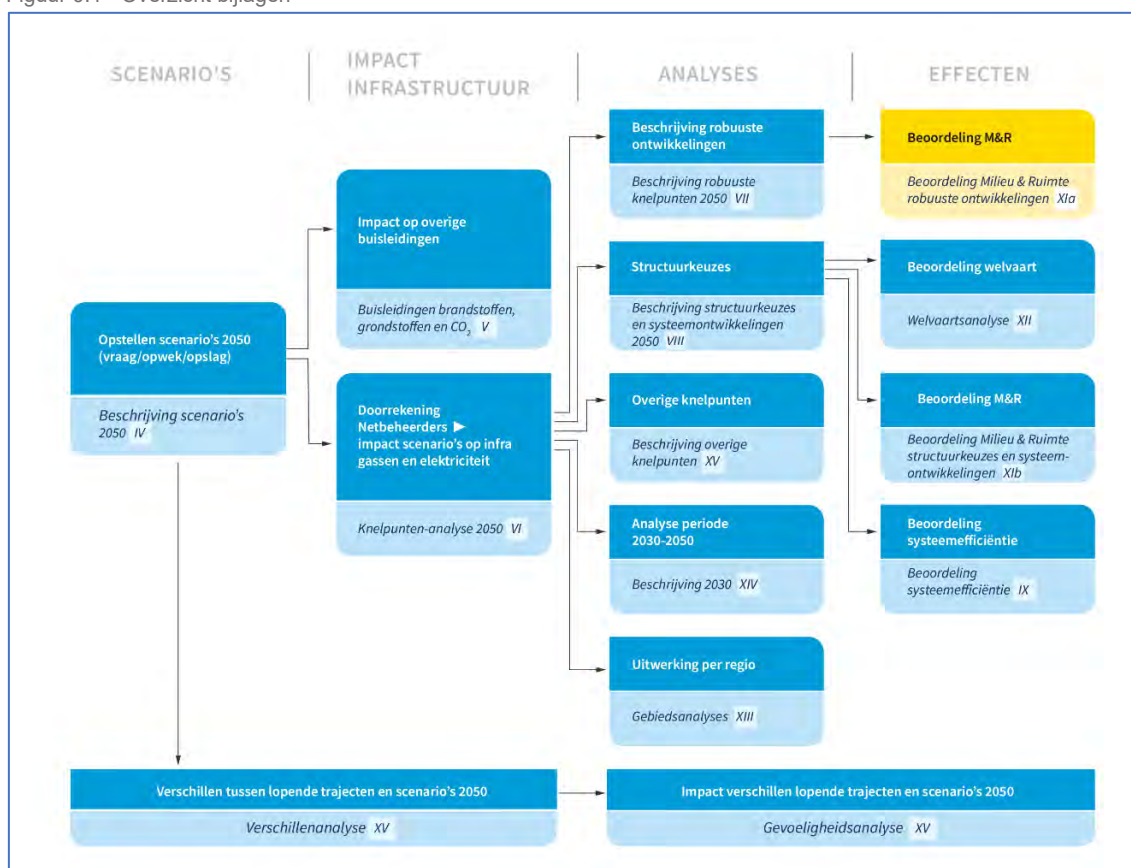 SCENARIO'S
IMPACT
INFRASTRUCTUUR
ANALYSES
EFFECTEN
Opstellen scenario's 2050
(vraag/opwek/opslag)
Beschrijving scenario's
2050 IV
Impact op overige
buisleidingen
Buisleidingen brandstoffen,
grondstoffen en CO₂ V
Doorrekening
Netbeheerders ▶
impact scenario's op infra
gassen en elektriciteit
Knelpunten-analyse 2050 VI
Beschrijving robuuste
ontwikkelingen
Beschrijving robuuste
knelpunten 2050 VII
Structuurkeuzes
Beschrijving structuurkeuzes
en systeemontwikkelingen
2050 VIII
Overige knelpunten
Beschrijving overige
knelpunten XV
Analyse periode
2030-2050
Beschrijving 2030 XIV
Uitwerking per regio
Gebiedsanalyses XIII
Beoordeling M&R
Beoordeling Milieu & Ruimte
robuuste ontwikkelingen XIa
Beoordeling welvaart
Welvaartsanalyse XII
Beoordeling M&R
Beoordeling Milieu & Ruimte
structuurkeuzes en systeem-
ontwikkelingen XIb
Beoordeling
systeemefficiëntie
Beoordeling
systeemefficiëntie IX
Verschillen tussen lopende trajecten en scenario's 2050
Verschillenanalyse XV
Impact verschillen lopende trajecten en scenario's 2050
Gevoeligheidsanalyse XV